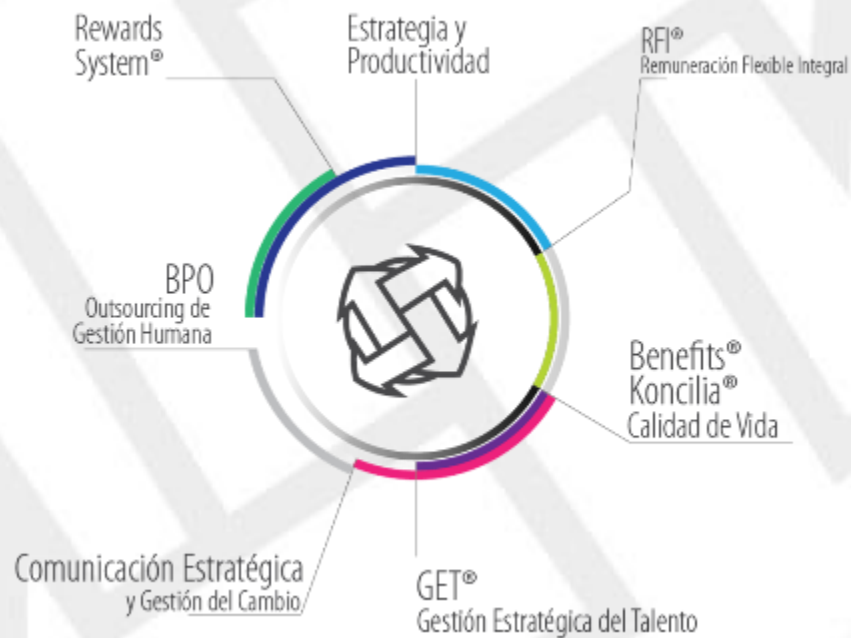 Rewards
System®
Estrategia y
Productividad
RFI®
Remuneración Flexible Integral
BPO
Outsourcing de
Gestión Humana
Benefits®
Koncilia®
Calidad de Vida
Comunicación Estratégica
y Gestión del Cambio
GET®
Gestión Estratégica del Talento